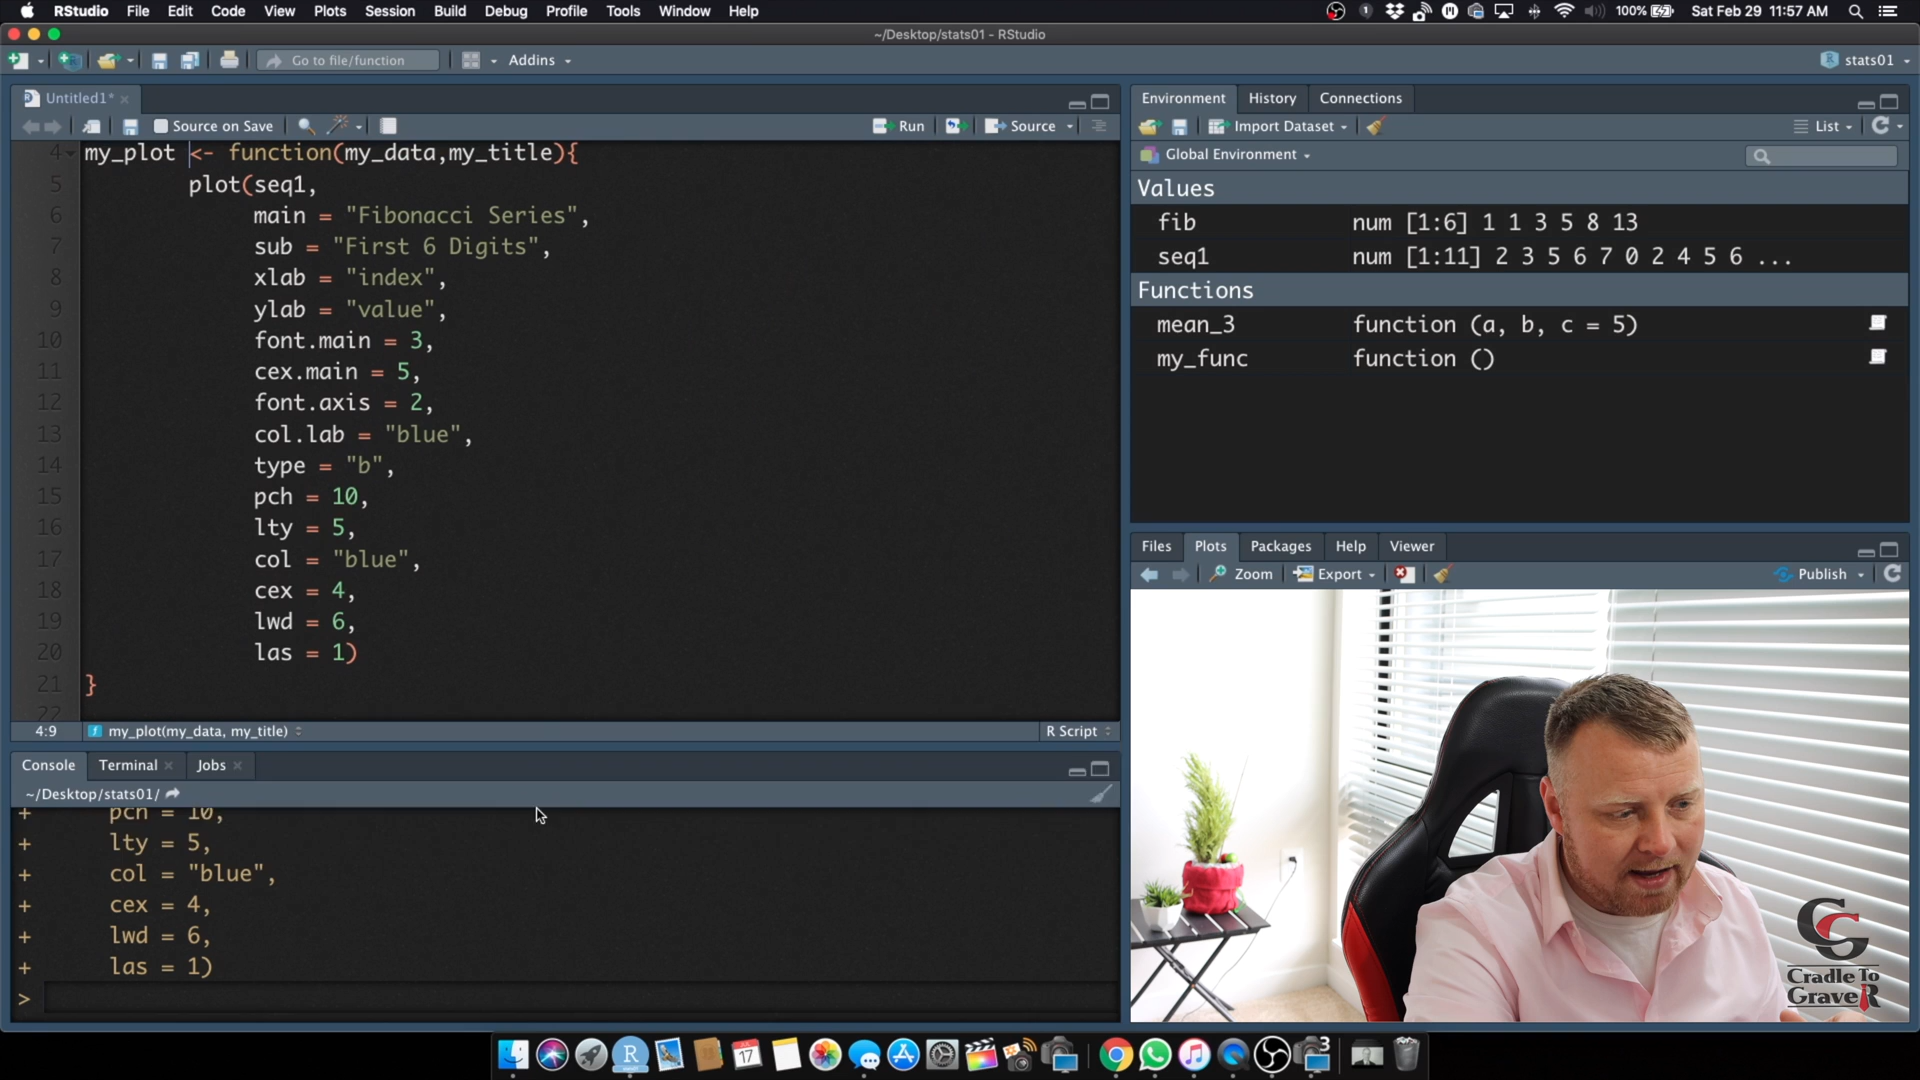 RStudio File Edit Code View Plots Session Build Debug Profile Tools Window Help
100% Sat Feb 29 11:57 AM
~/Desktop/stats01 - RStudio
Go to file/function Addins stats01
Untitled1*
Source on Save Run Source
4 my_plot <- function(my_data,my_title){
5 plot(seq1,
6 main = "Fibonacci Series",
7 sub = "First 6 Digits",
8 xlab = "index",
9 ylab = "value",
10 font.main = 3,
11 cex.main = 5,
12 font.axis = 2,
13 col.lab = "blue",
14 type = "b",
15 pch = 10,
16 lty = 5,
17 col = "blue",
18 cex = 4,
19 lwd = 6,
20 las = 1)
21 }
22
4:9 my_plot(my_data, my_title) R Script
Console Terminal Jobs
~/Desktop/stats01/
+ pch = 10,
+ lty = 5,
+ col = "blue",
+ cex = 4,
+ lwd = 6,
+ las = 1)
>
Environment History Connections
Import Dataset List
Global Environment
Values
fib num [1:6] 1 1 3 5 8 13
seq1 num [1:11] 2 3 5 6 7 0 2 4 5 6 ...
Functions
mean_3 function (a, b, c = 5)
my_func function ()
Files Plots Packages Help Viewer
Zoom Export Publish
Cradle To
GraveR
JUL
17
3